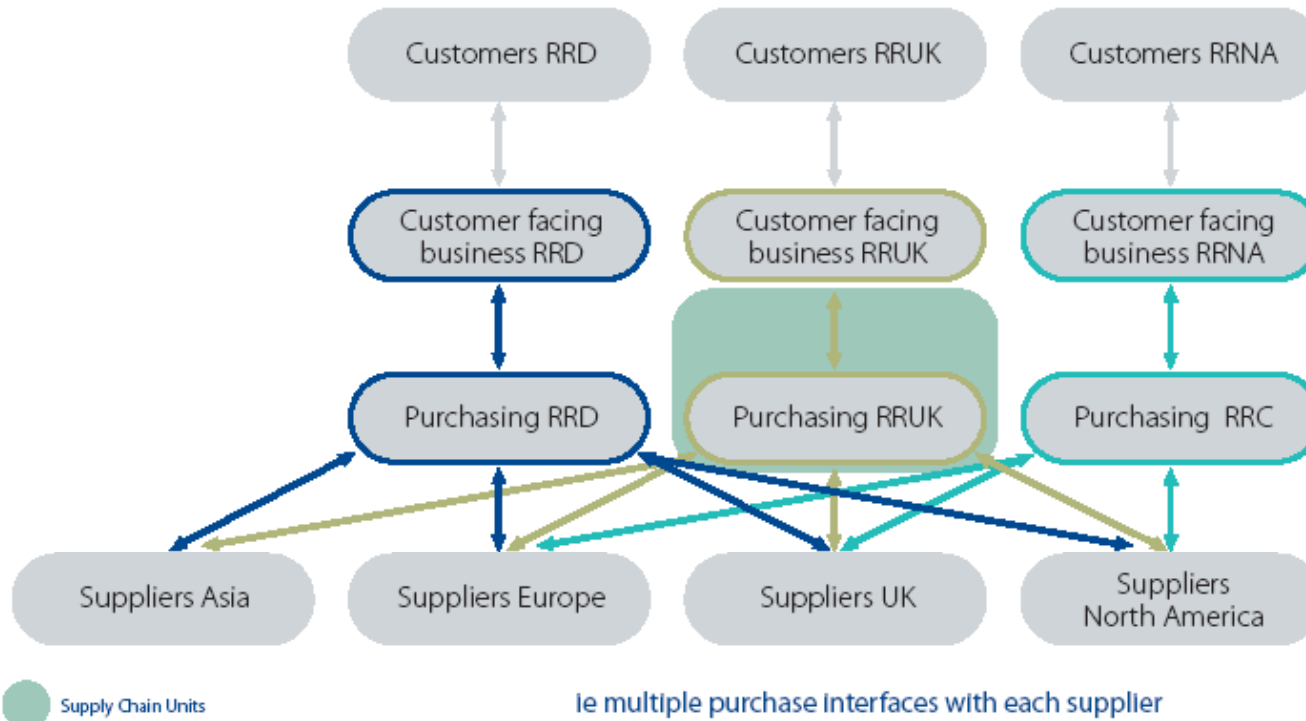 Customers RRD
Customers RRUK
Customers RRNA
Customer facing
business RRD
Customer facing
business RRUK
Customer facing
business RRNA
Purchasing RRD
Purchasing RRUK
Purchasing RRC
Suppliers Asia
Suppliers Europe
Suppliers UK
Suppliers
North America
Supply Chain Units
ie multiple purchase interfaces with each supplier